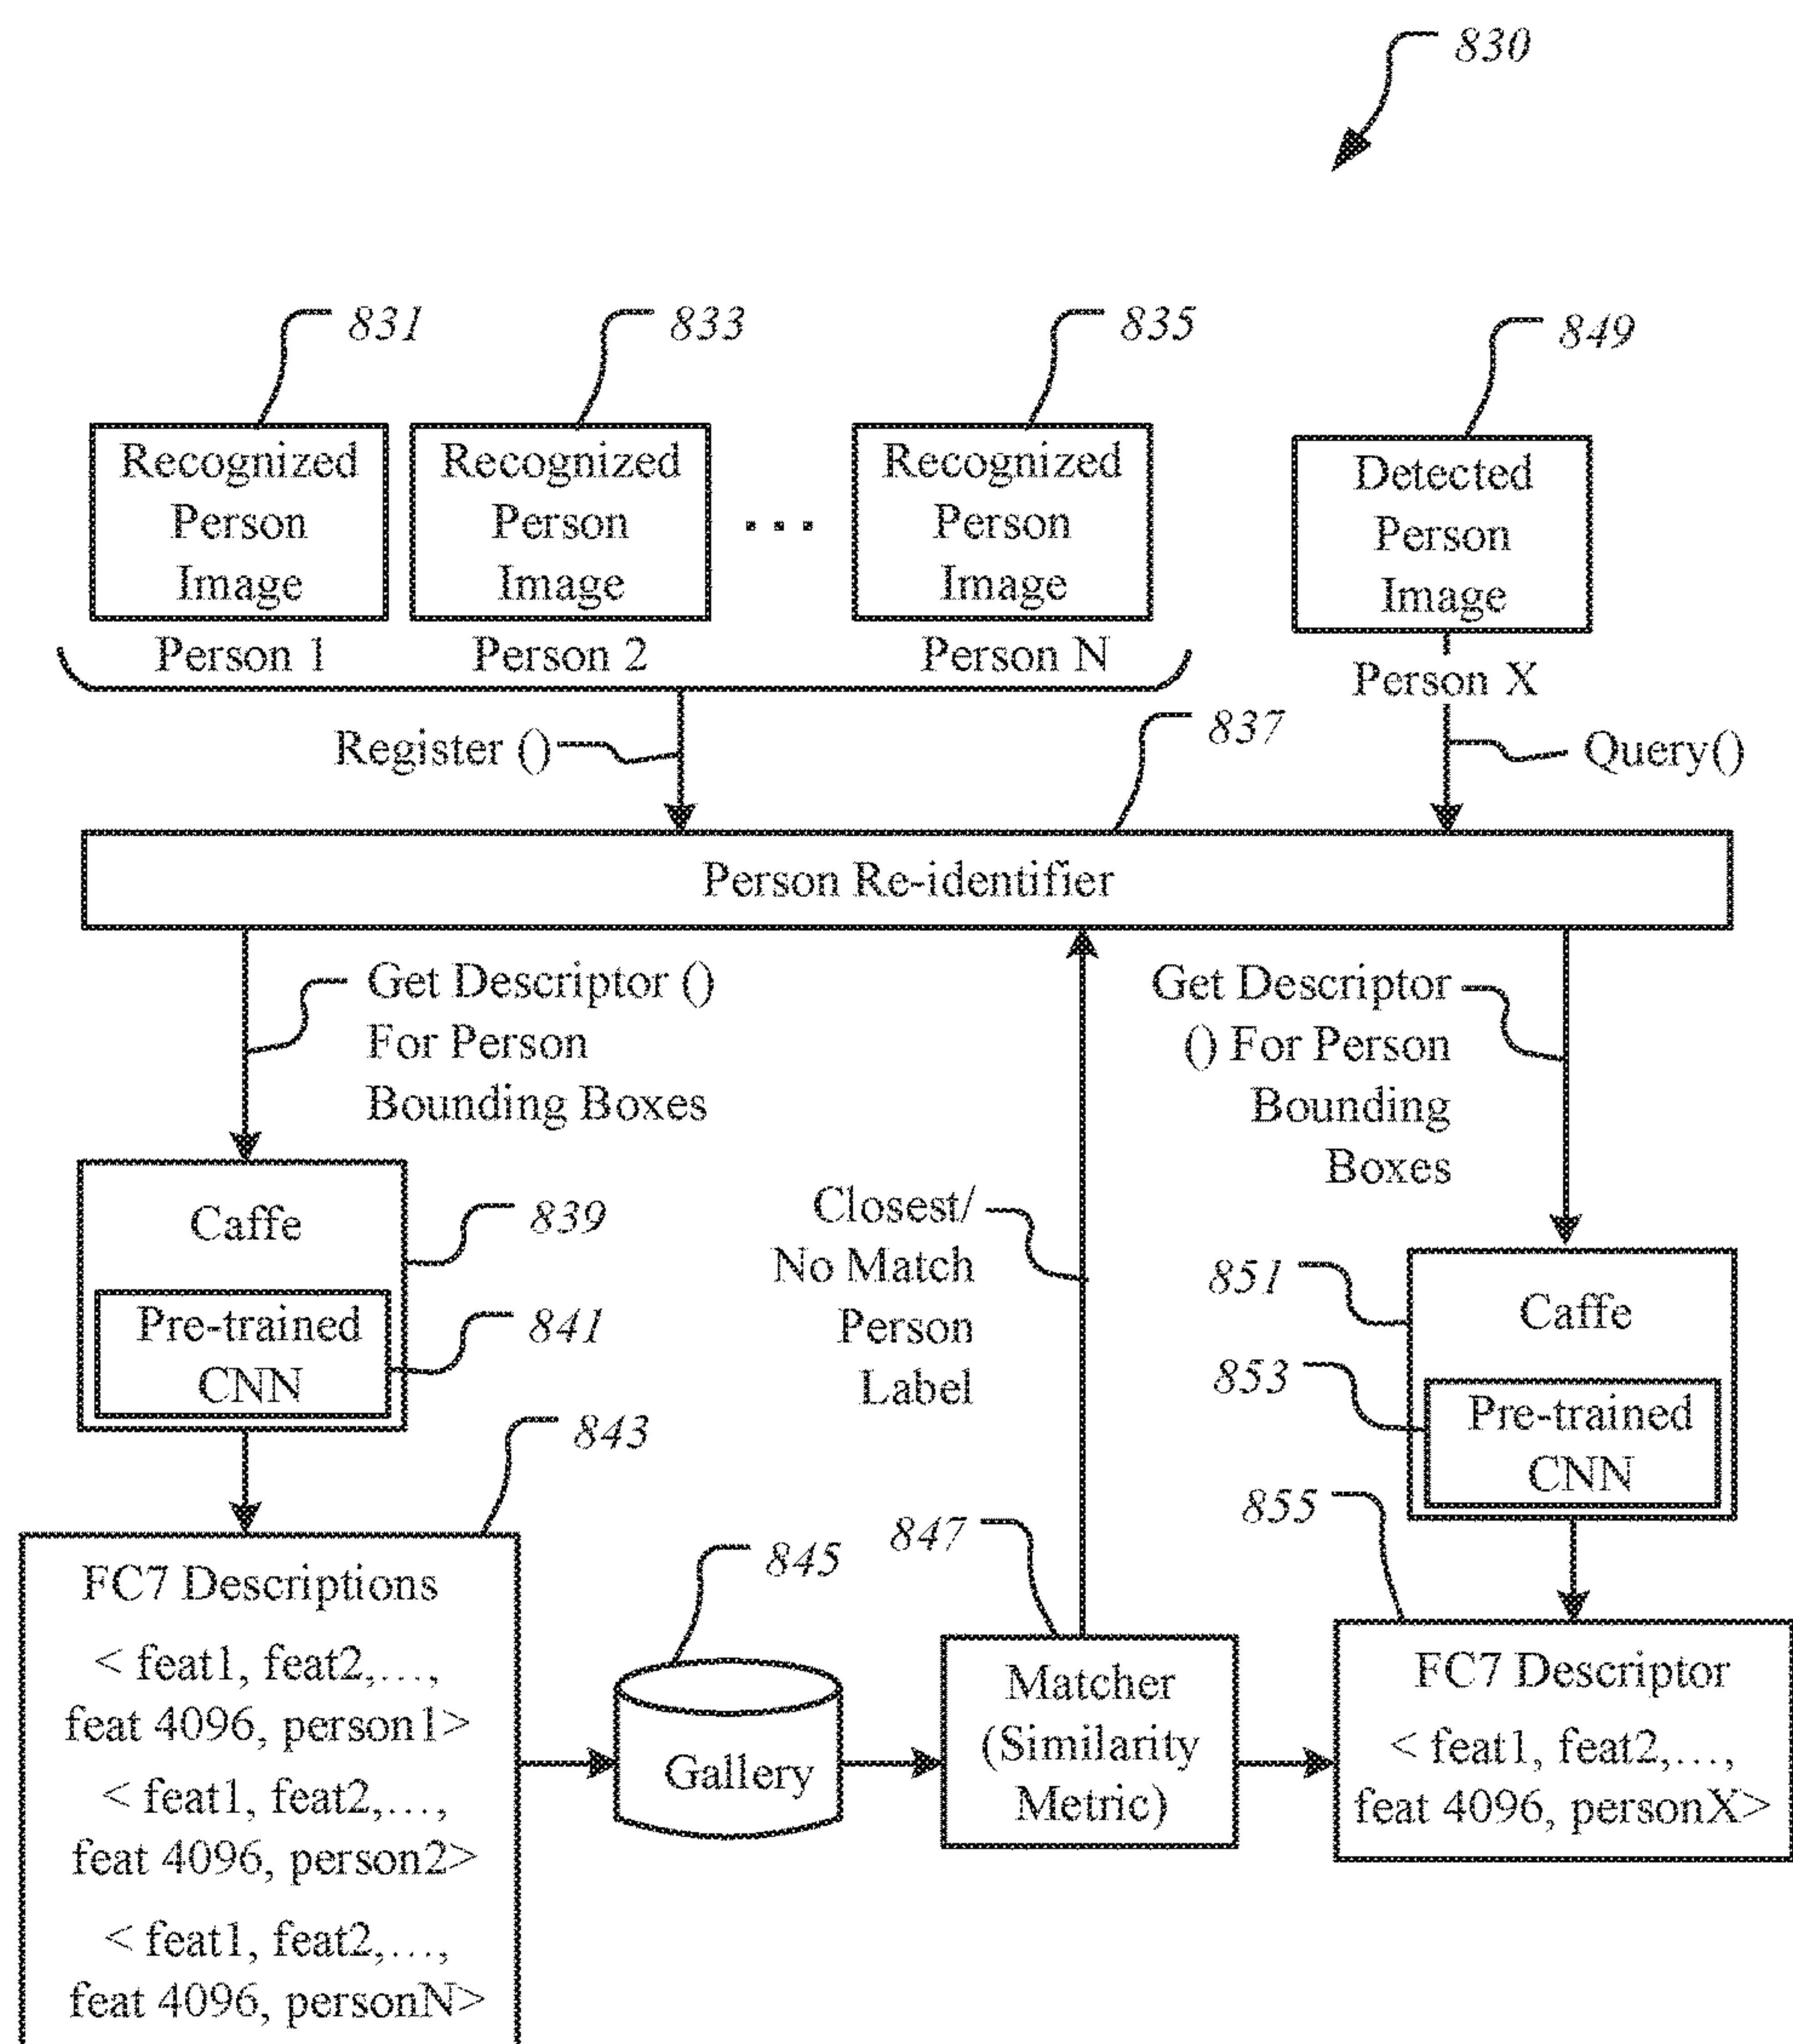 830
831
833
835
849
Recognized
Person
Image
Recognized
Person
Image
...
Recognized
Person
Image
Detected
Person
Image
Person 1
Person 2
Person N
Person X
Register ()
837
Query()
Person Re-identifier
Get Descriptor ()
For Person
Bounding Boxes
Get Descriptor
() For Person
Bounding
Boxes
Caffe
839
Pre-trained
CNN
841
Closest/
No Match
Person
Label
851
Caffe
853
Pre-trained
CNN
843
845
847
855
FC7 Descriptions
< feat1, feat2,...,
feat 4096, person1>
< feat1, feat2,...,
feat 4096, person2>
< feat1, feat2,...,
feat 4096, personN>
Gallery
Matcher
(Similarity
Metric)
FC7 Descriptor
< feat1, feat2,...,
feat 4096, personX>